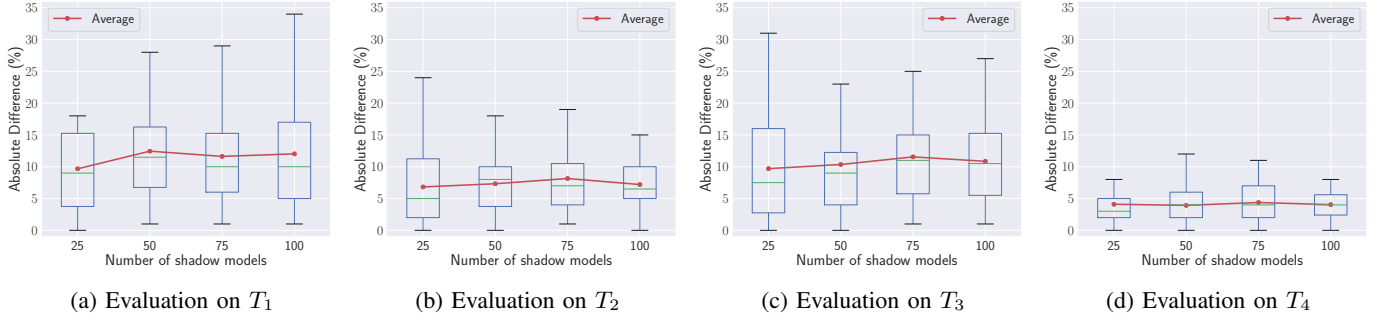 Average
Absolute Difference (%)
35
30
25
20
15
10
5
0
25 50 75 100
Number of shadow models
(a) Evaluation on T1
Average
Absolute Difference (%)
35
30
25
20
15
10
5
0
25 50 75 100
Number of shadow models
(b) Evaluation on T2
Average
Absolute Difference (%)
35
30
25
20
15
10
5
0
25 50 75 100
Number of shadow models
(c) Evaluation on T3
Average
Absolute Difference (%)
35
30
25
20
15
10
5
0
25 50 75 100
Number of shadow models
(d) Evaluation on T4